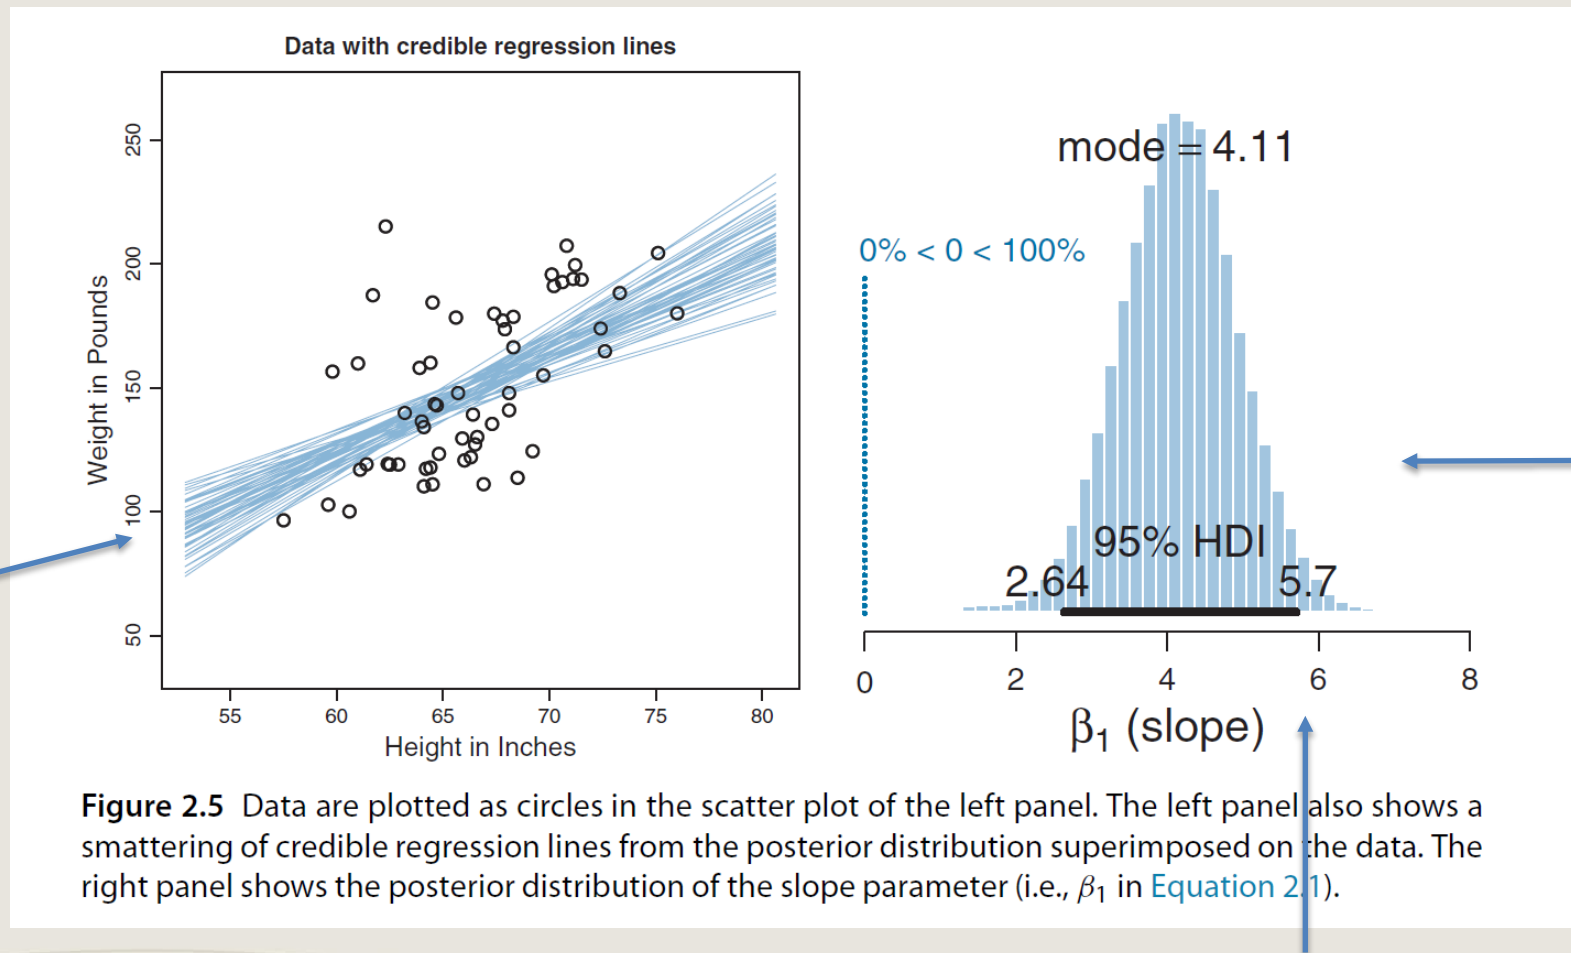 Data with credible regression lines
250
200
150
100
50
Weight in Pounds
55 60 65 70 75 80
Height in Inches
mode = 4.11
0% < 0 < 100%
95% HDI
2.64 5.7
0 2 4 6 8
β₁ (slope)
Figure 2.5 Data are plotted as circles in the scatter plot of the left panel. The left panel also shows a
smattering of credible regression lines from the posterior distribution superimposed on the data. The
right panel shows the posterior distribution of the slope parameter (i.e., β₁ in Equation 2.1).